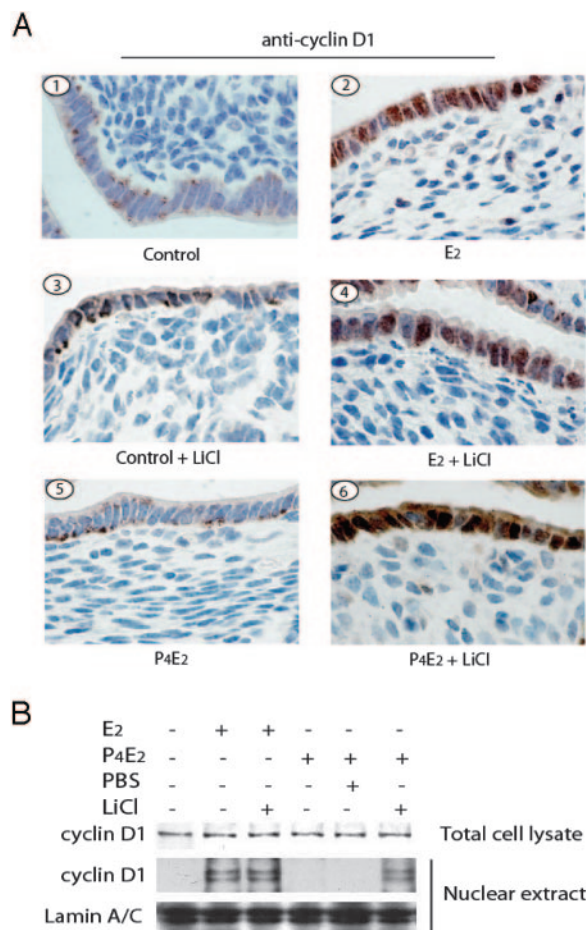 A
anti-cyclin D1
1
2
Control
E2
3
4
Control + LiCl
E2 + LiCl
5
6
P4E2
P4E2 + LiCl
B
E2 - + + - - -
P4E2 - - - + + +
PBS - - - - + -
LiCl - - + - - +
cyclin D1 Total cell lysate
cyclin D1
Nuclear extract
Lamin A/C